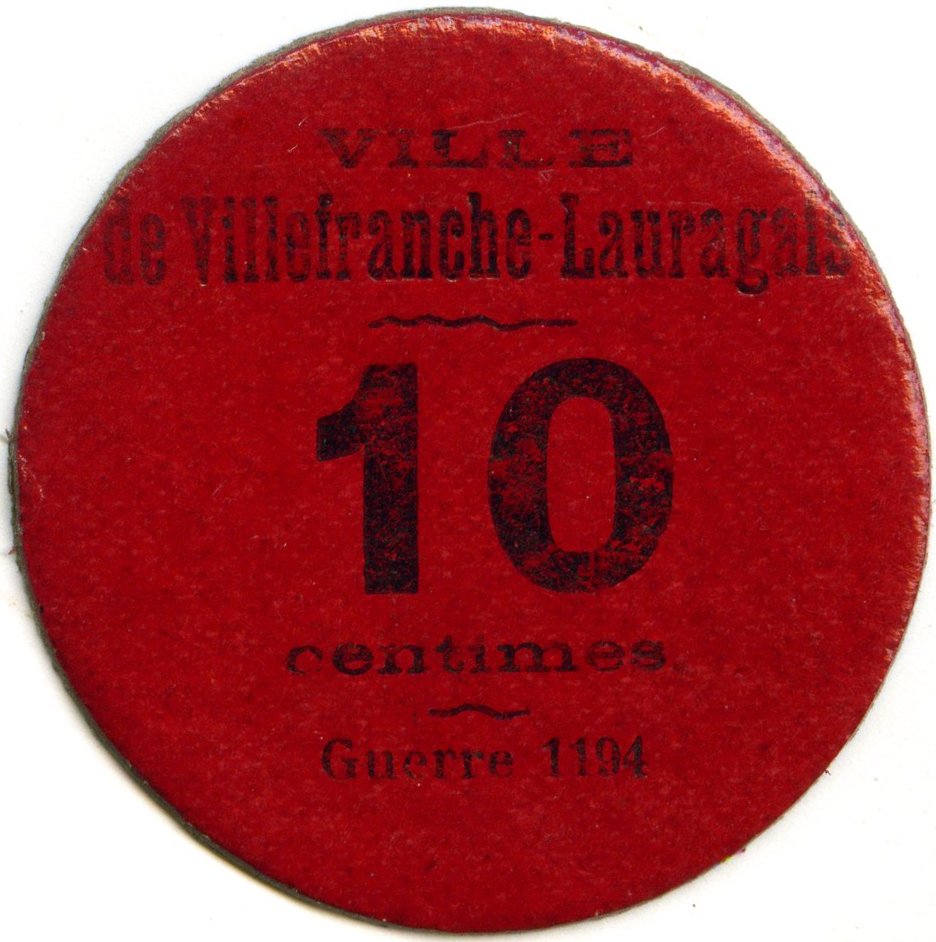 VILLE
de Villefranche-Lauragais
10
centimes
Guerre 1194